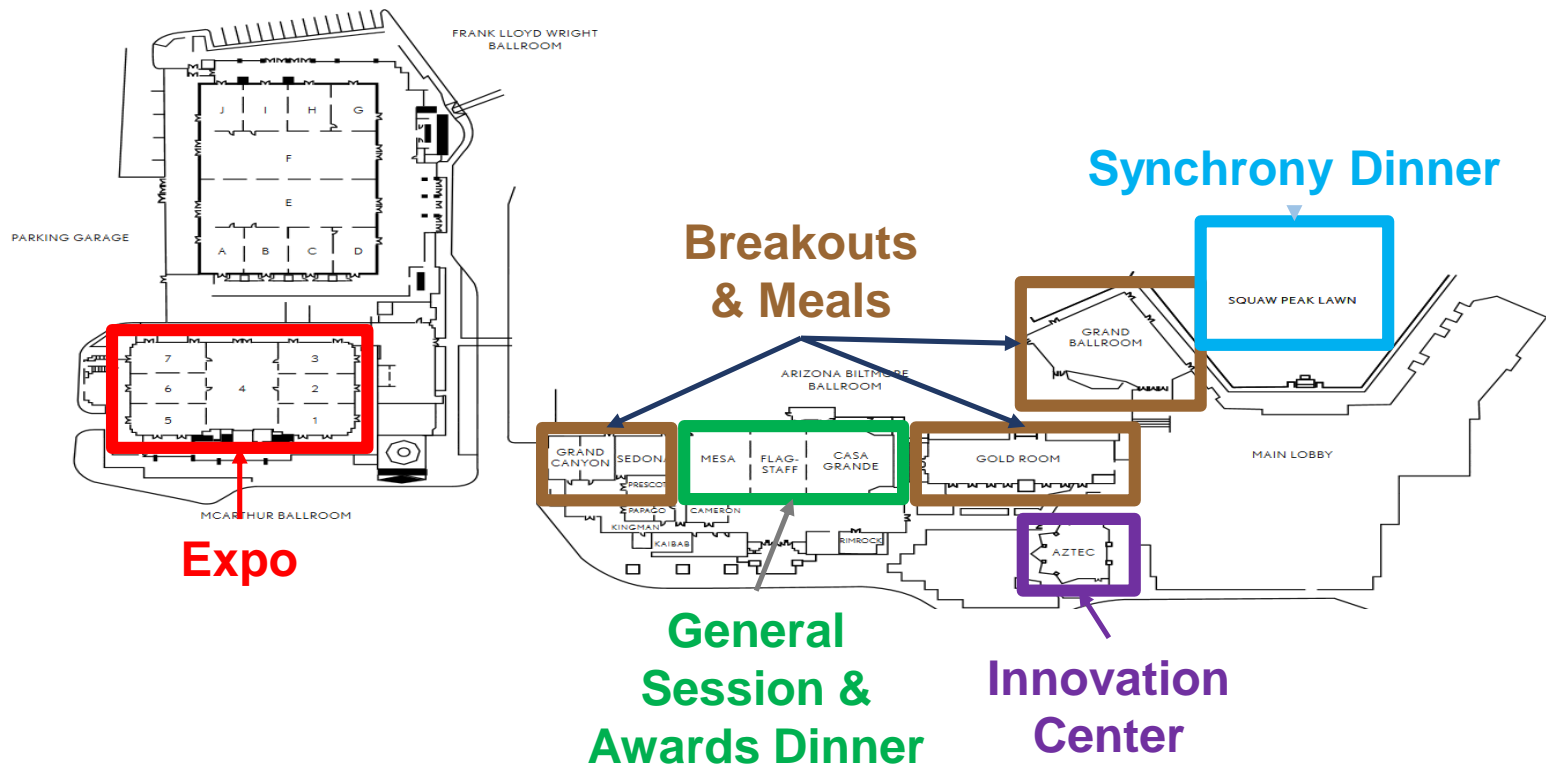 FRANK LLOYD WRIGHT
BALLROOM
J I H G
F
E
A B C D
PARKING GARAGE
7 3
6 4 2
5 1
MCARTHUR BALLROOM
Expo
Synchrony Dinner
SQUAW PEAK LAWN
Breakouts
& Meals
GRAND
BALLROOM
ARIZONA BILTMORE
BALLROOM
GRAND
CANYON
SEDONA
PRESCOT
PAPAGO
KINGMAN
KAIBAB
MESA
FLAG-
STAFF
CASA
GRANDE
CAMERON
RIMROCK
GOLD ROOM
MAIN LOBBY
AZTEC
General
Session &
Awards Dinner
Innovation
Center